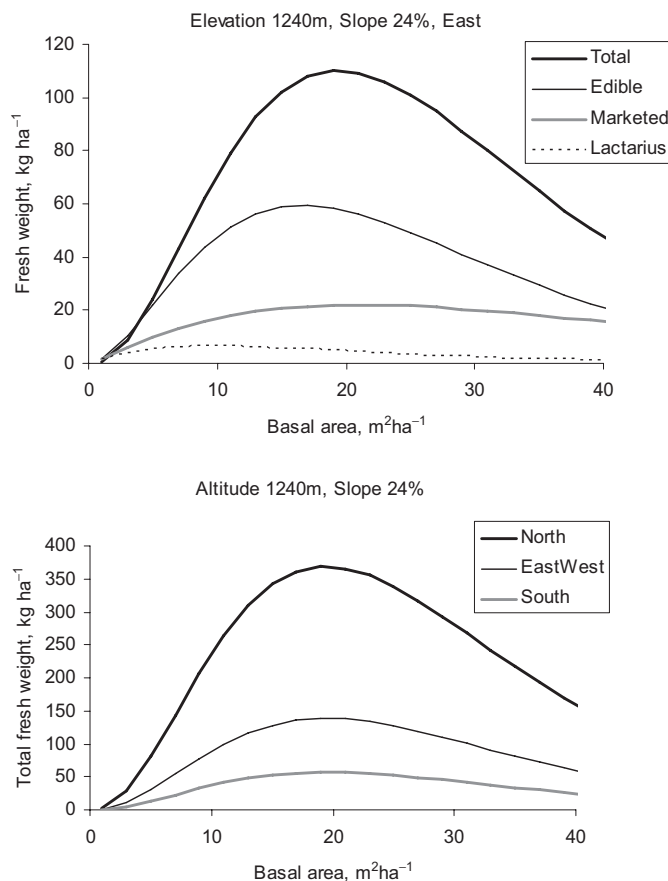 Elevation 1240m, Slope 24%, East
120
100
80
60
40
20
0
Fresh weight, kg ha⁻¹
Total
Edible
Marketed
Lactarius
0 10 20 30 40
Basal area, m²ha⁻¹
Altitude 1240m, Slope 24%
400
350
300
250
200
150
100
50
0
Total fresh weight, kg ha⁻¹
North
EastWest
South
0 10 20 30 40
Basal area, m²ha⁻¹